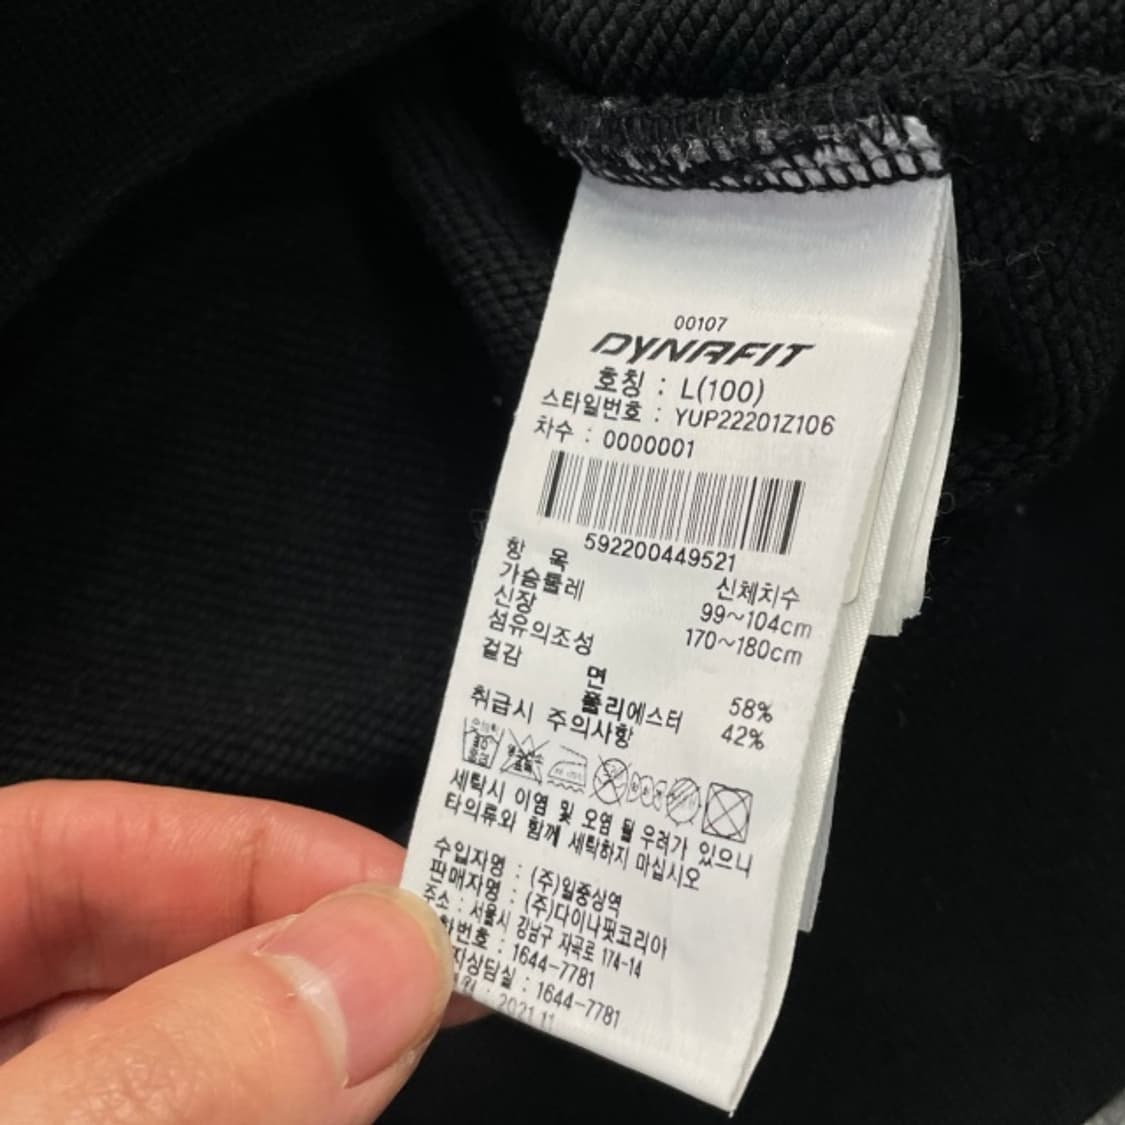 00107
DYNAFIT
호칭 : L(100)
스타일번호 : YUP22201Z106
차수 : 0000001
592200449521
항 목 신체치수
가슴둘레 99~104cm
신장 170~180cm
섬유의조성
겉감
면 58%
폴리에스터 42%
취급시 주의사항
세탁시 이염 및 오염 될 우려가 있으니
타의류와 함께 세탁하지 마십시오
수입자명 : (주)일중상역
판매자명 : (주)다이나핏코리아
주소 : 서울시 강남구 자곡로 174-14
번호 : 1644-7781
자상담실 : 1644-7781
: 2021.11